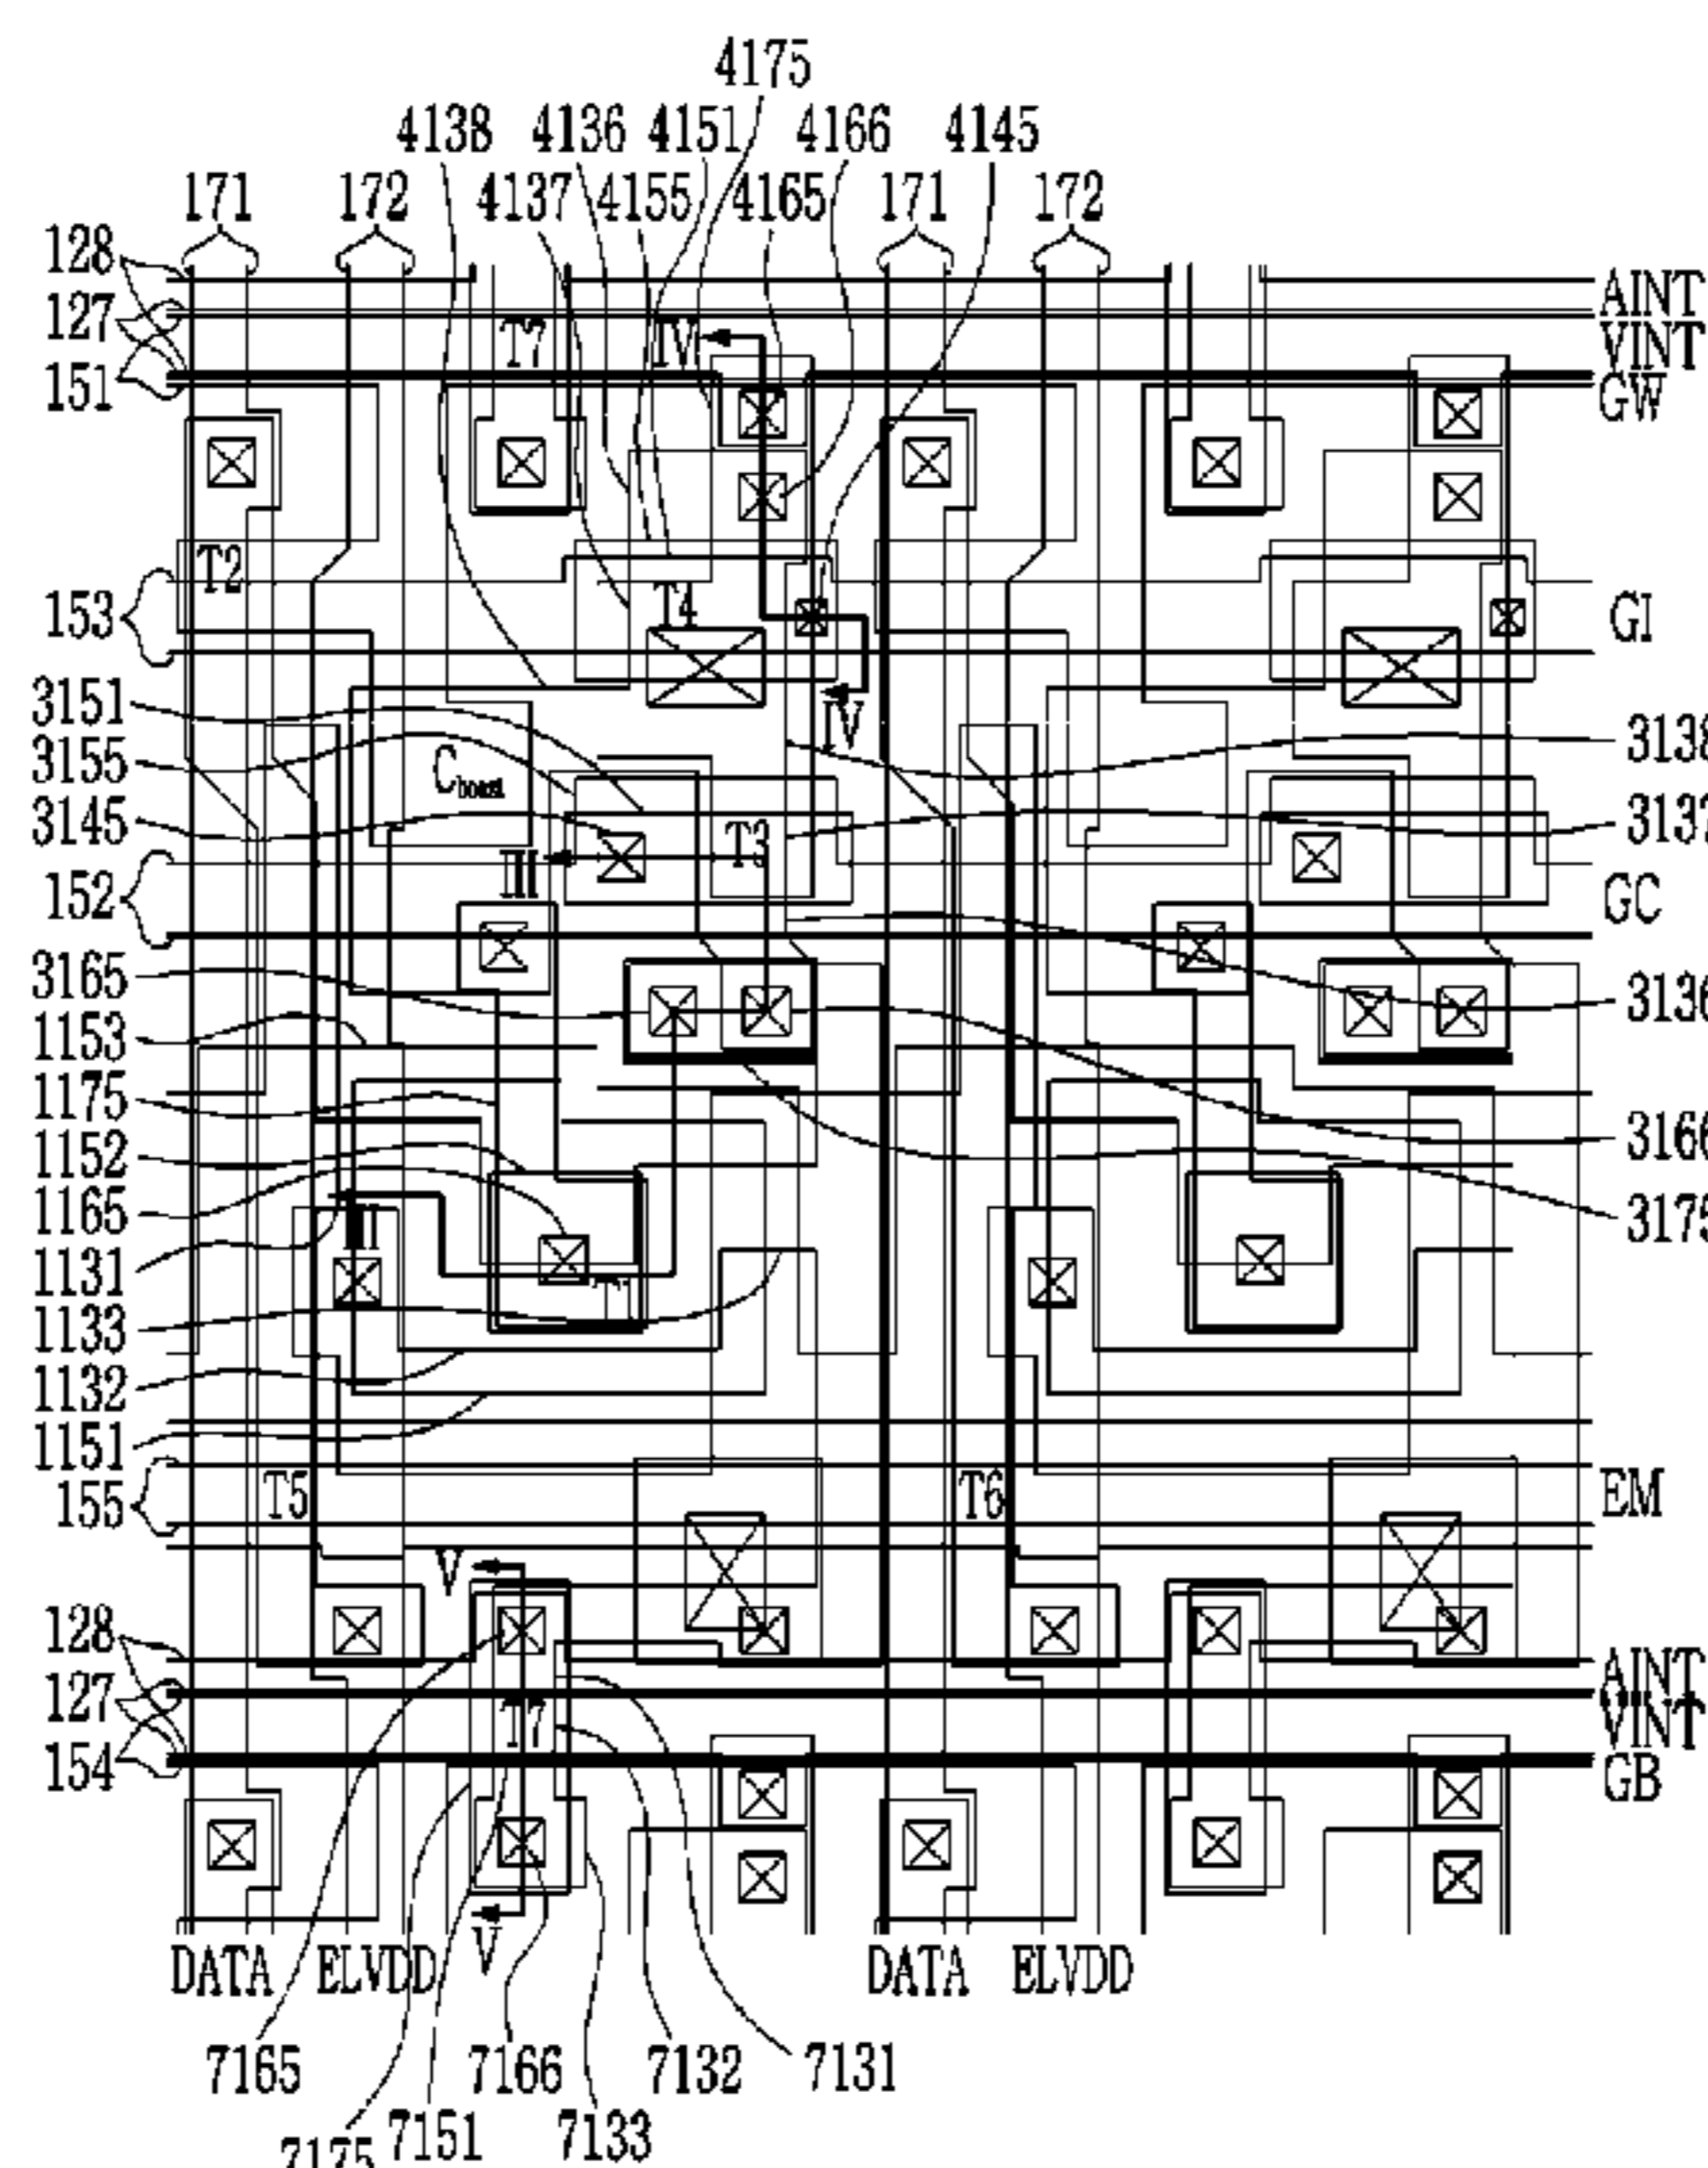 4175
4138 4136 4151 4166 4145
171 172 4137 4155 4165 171 172
128 AINT
127 T7 IV VINT
151 GW
T2
153 T4 GI
3151 IV 3138
3155 Cboost
3145 T3 3137
III
152 GC
3165 3136
1153
1175
1152 3166
1165 3175
III
1131
T1
1133
1132
1151
155 T5 T6 EM
V
128 AINT
127 T7 VINT
154 GB
DATA ELVDD V DATA ELVDD
7165 7166 7132 7131
7175 7151 7133